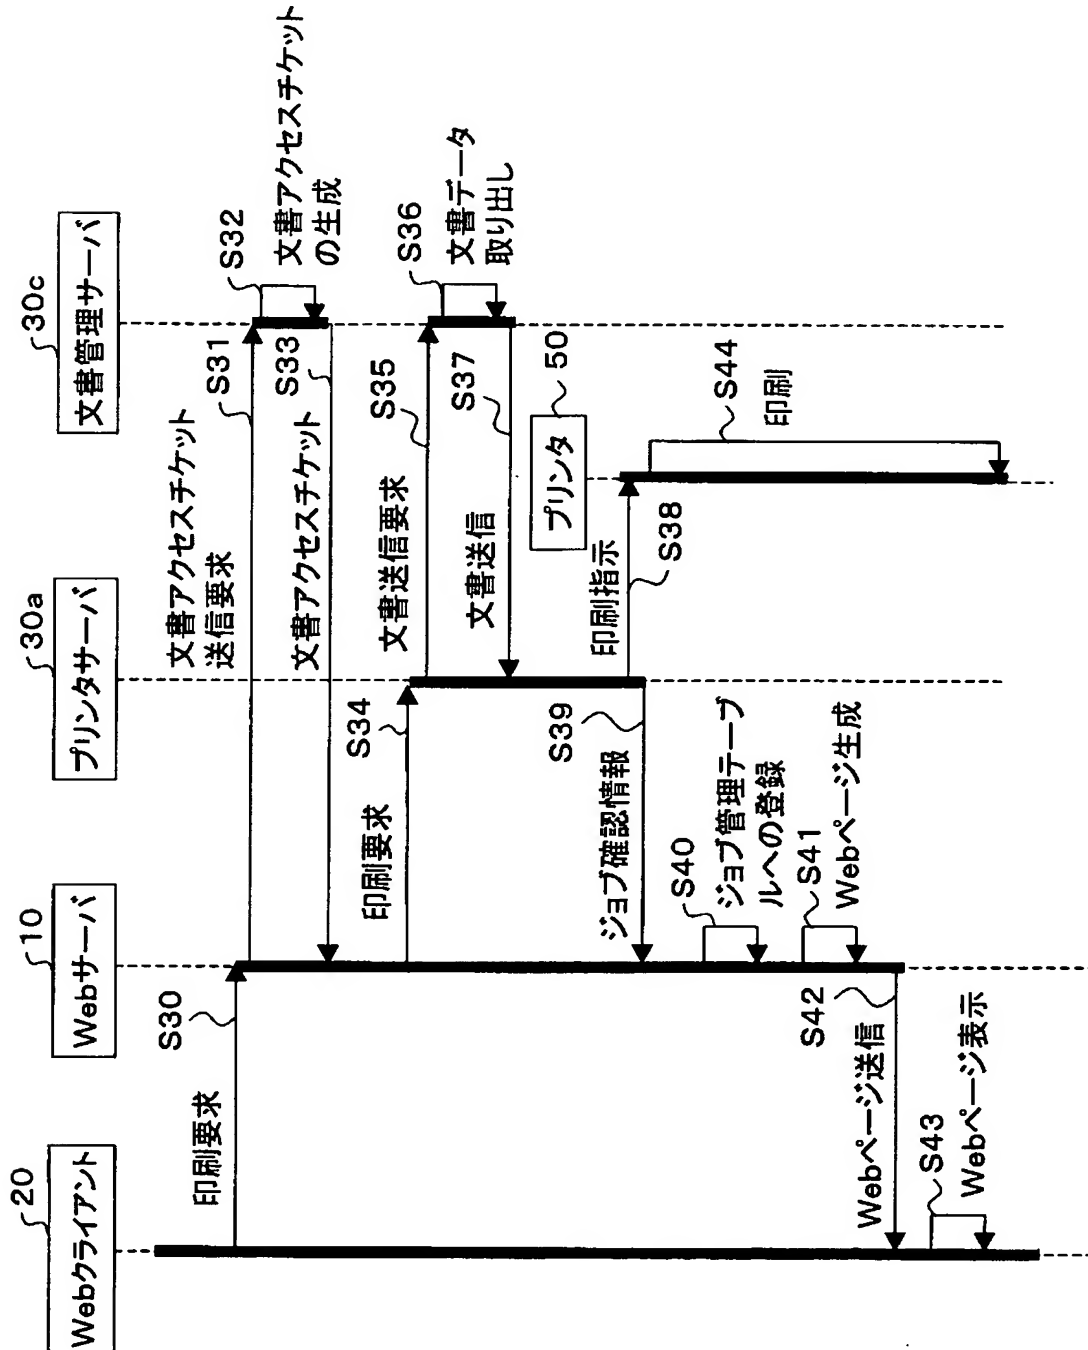 20
Webクライアント
10
Webサーバ
30a
プリンタサーバ
30c
文書管理サーバ
印刷要求
S30
文書アクセスチケット
送信要求
S31
S32
文書アクセスチケット
の生成
文書アクセスチケット
S33
印刷要求
S34
文書送信要求
S35
S36
文書データ
取り出し
文書送信
S37
プリンタ
50
印刷指示
S38
S44
印刷
ジョブ確認情報
S39
S40
ジョブ管理テーブ
ルへの登録
S41
Webページ生成
Webページ送信
S42
S43
Webページ表示